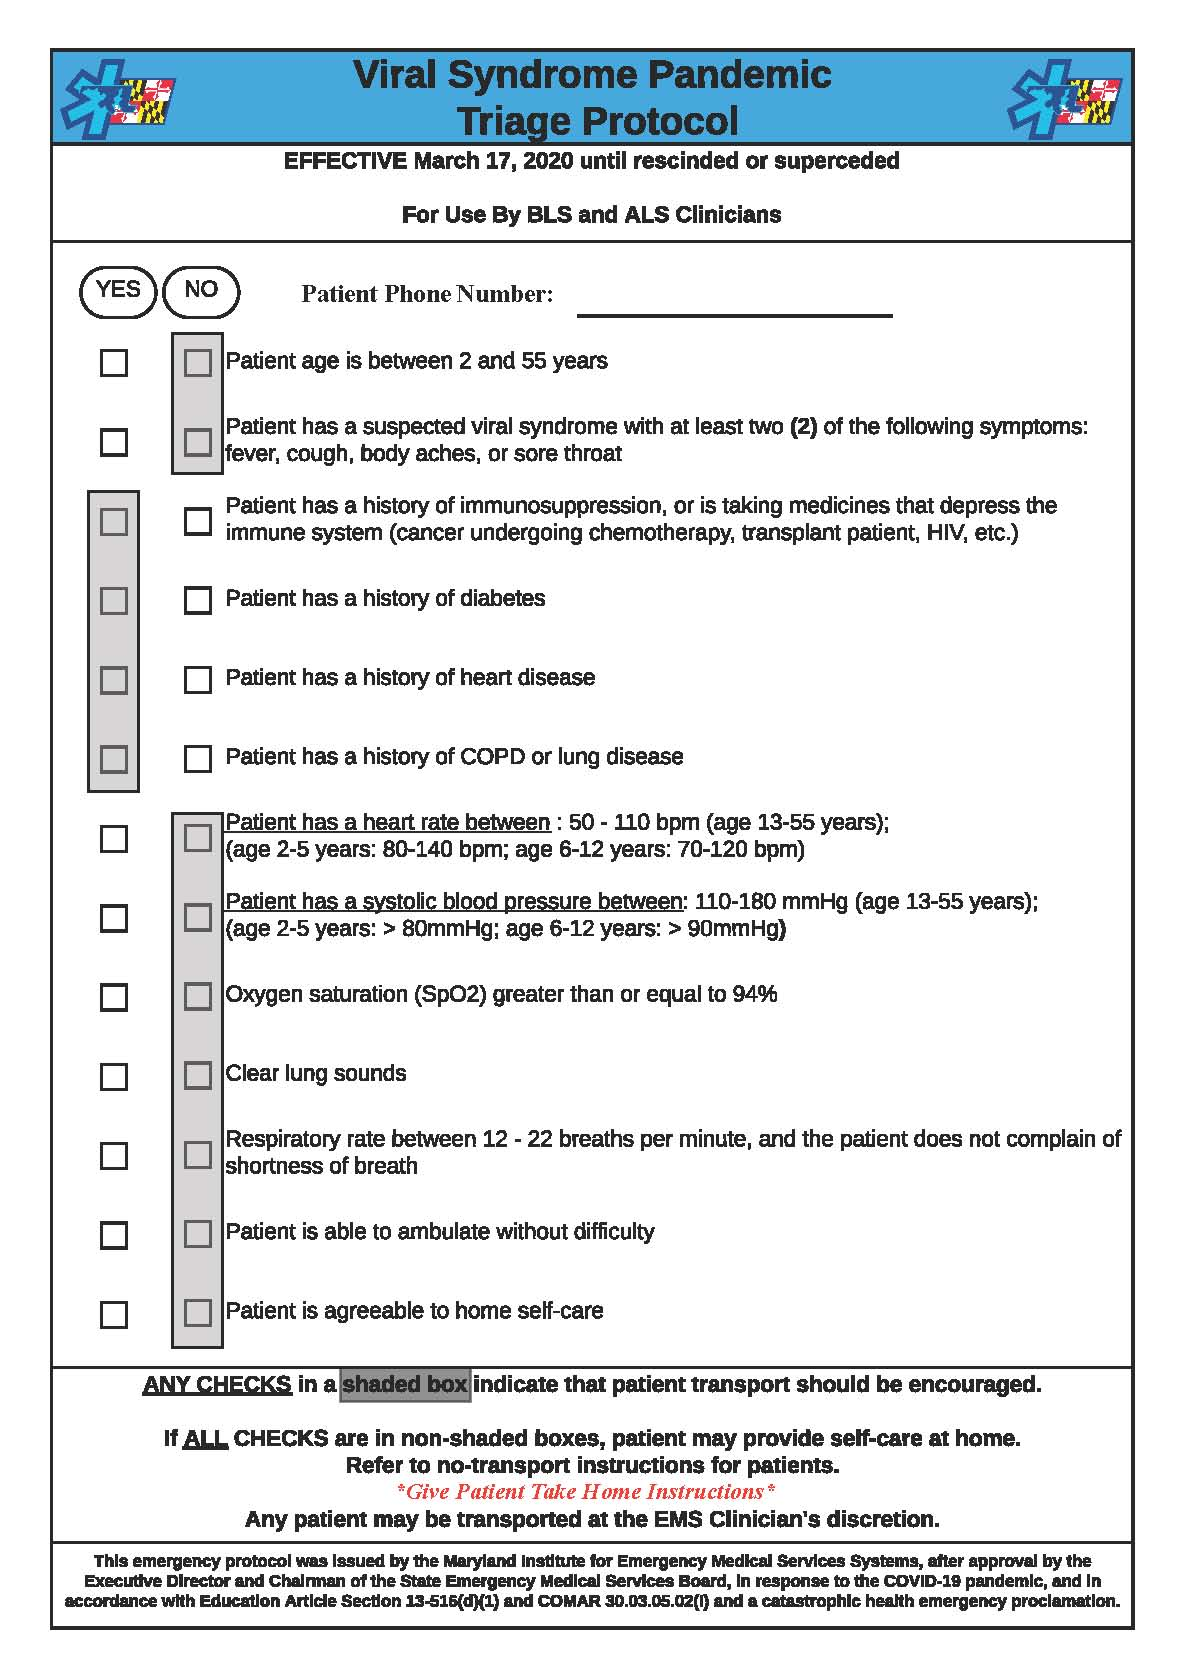 Viral Syndrome Pandemic
Triage Protocol
EFFECTIVE March 17, 2020 until rescinded or superceded
For Use By BLS and ALS Clinicians
YES NO Patient Phone Number:
Patient age is between 2 and 55 years
Patient has a suspected viral syndrome with at least two (2) of the following symptoms:
fever, cough, body aches, or sore throat
Patient has a history of immunosuppression, or is taking medicines that depress the
immune system (cancer undergoing chemotherapy, transplant patient, HIV, etc.)
Patient has a history of diabetes
Patient has a history of heart disease
Patient has a history of COPD or lung disease
Patient has a heart rate between : 50 - 110 bpm (age 13-55 years);
(age 2-5 years: 80-140 bpm; age 6-12 years: 70-120 bpm)
Patient has a systolic blood pressure between: 110-180 mmHg (age 13-55 years);
(age 2-5 years: > 80mmHg; age 6-12 years: > 90mmHg)
Oxygen saturation (SpO2) greater than or equal to 94%
Clear lung sounds
Respiratory rate between 12 - 22 breaths per minute, and the patient does not complain of
shortness of breath
Patient is able to ambulate without difficulty
Patient is agreeable to home self-care
ANY CHECKS in a shaded box indicate that patient transport should be encouraged.
If ALL CHECKS are in non-shaded boxes, patient may provide self-care at home.
Refer to no-transport instructions for patients.
*Give Patient Take Home Instructions*
Any patient may be transported at the EMS Clinician's discretion.
This emergency protocol was issued by the Maryland Institute for Emergency Medical Services Systems, after approval by the
Executive Director and Chairman of the State Emergency Medical Services Board, in response to the COVID-19 pandemic, and in
accordance with Education Article Section 13-516(d)(1) and COMAR 30.03.05.02(I) and a catastrophic health emergency proclamation.